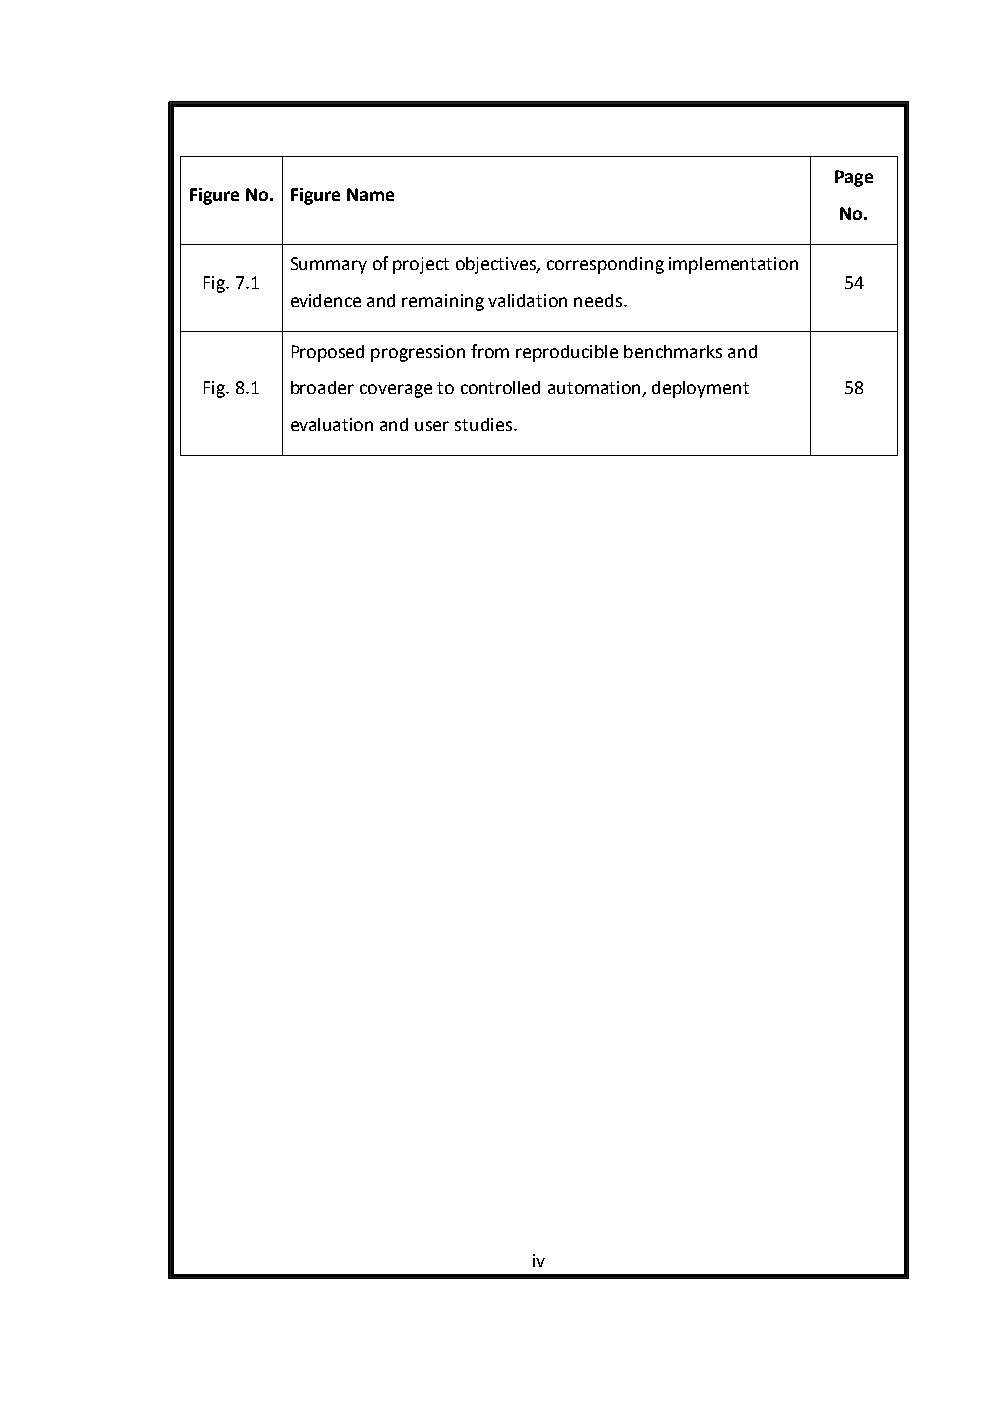 Figure No. Figure Name Page No.
Fig. 7.1 Summary of project objectives, corresponding implementation
evidence and remaining validation needs. 54
Fig. 8.1 Proposed progression from reproducible benchmarks and
broader coverage to controlled automation, deployment
evaluation and user studies. 58
iv